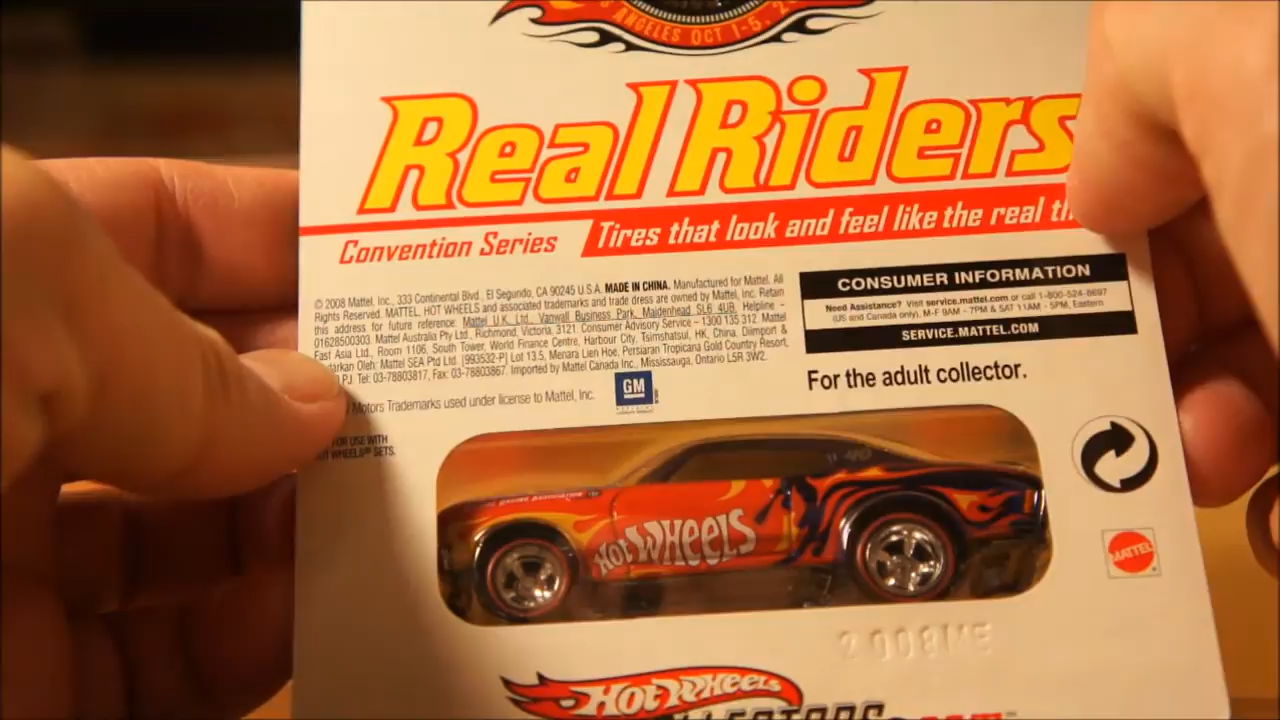 ANGELES OCT 1-5, 2
Real Riders
Convention Series
Tires that look and feel like the real th
© 2008 Mattel, Inc., 333 Continental Blvd., El Segundo, CA 90245 U.S.A. MADE IN CHINA. Manufactured for Mattel. All
Rights Reserved. MATTEL, HOT WHEELS and associated trademarks and trade dress are owned by Mattel, Inc. Retain
this address for future reference: Mattel U.K. Ltd., Vanwall Business Park, Maidenhead SL6 4UB. Helpline -
01628500303. Mattel Australia Pty Ltd., Richmond, Victoria. 3121. Consumer Advisory Service - 1300 135 312. Mattel
East Asia Ltd., Room 1106, South Tower, World Finance Centre, Harbour City, Tsimshatsui, HK, China. Diimport &
darkan Oleh: Mattel SEA Ptd Ltd. [993532-P] Lot 13.5, Menara Lien Hoe, Persiaran Tropicana Golf Country Resort,
PJ. Tel: 03-78803817, Fax: 03-78803867. Imported by Mattel Canada Inc., Mississauga, Ontario L5R 3W2.
Motors Trademarks used under license to Mattel, Inc.
GM
FOR USE WITH
HOT WHEELS® SETS.
CONSUMER INFORMATION
Need Assistance? Visit service.mattel.com or call 1-800-524-8697
(US and Canada only). M-F 9AM - 7PM & SAT 11AM - 5PM, Eastern
SERVICE.MATTEL.COM
For the adult collector.
HOT WHEELS
MATTEL
HOT WHEELS